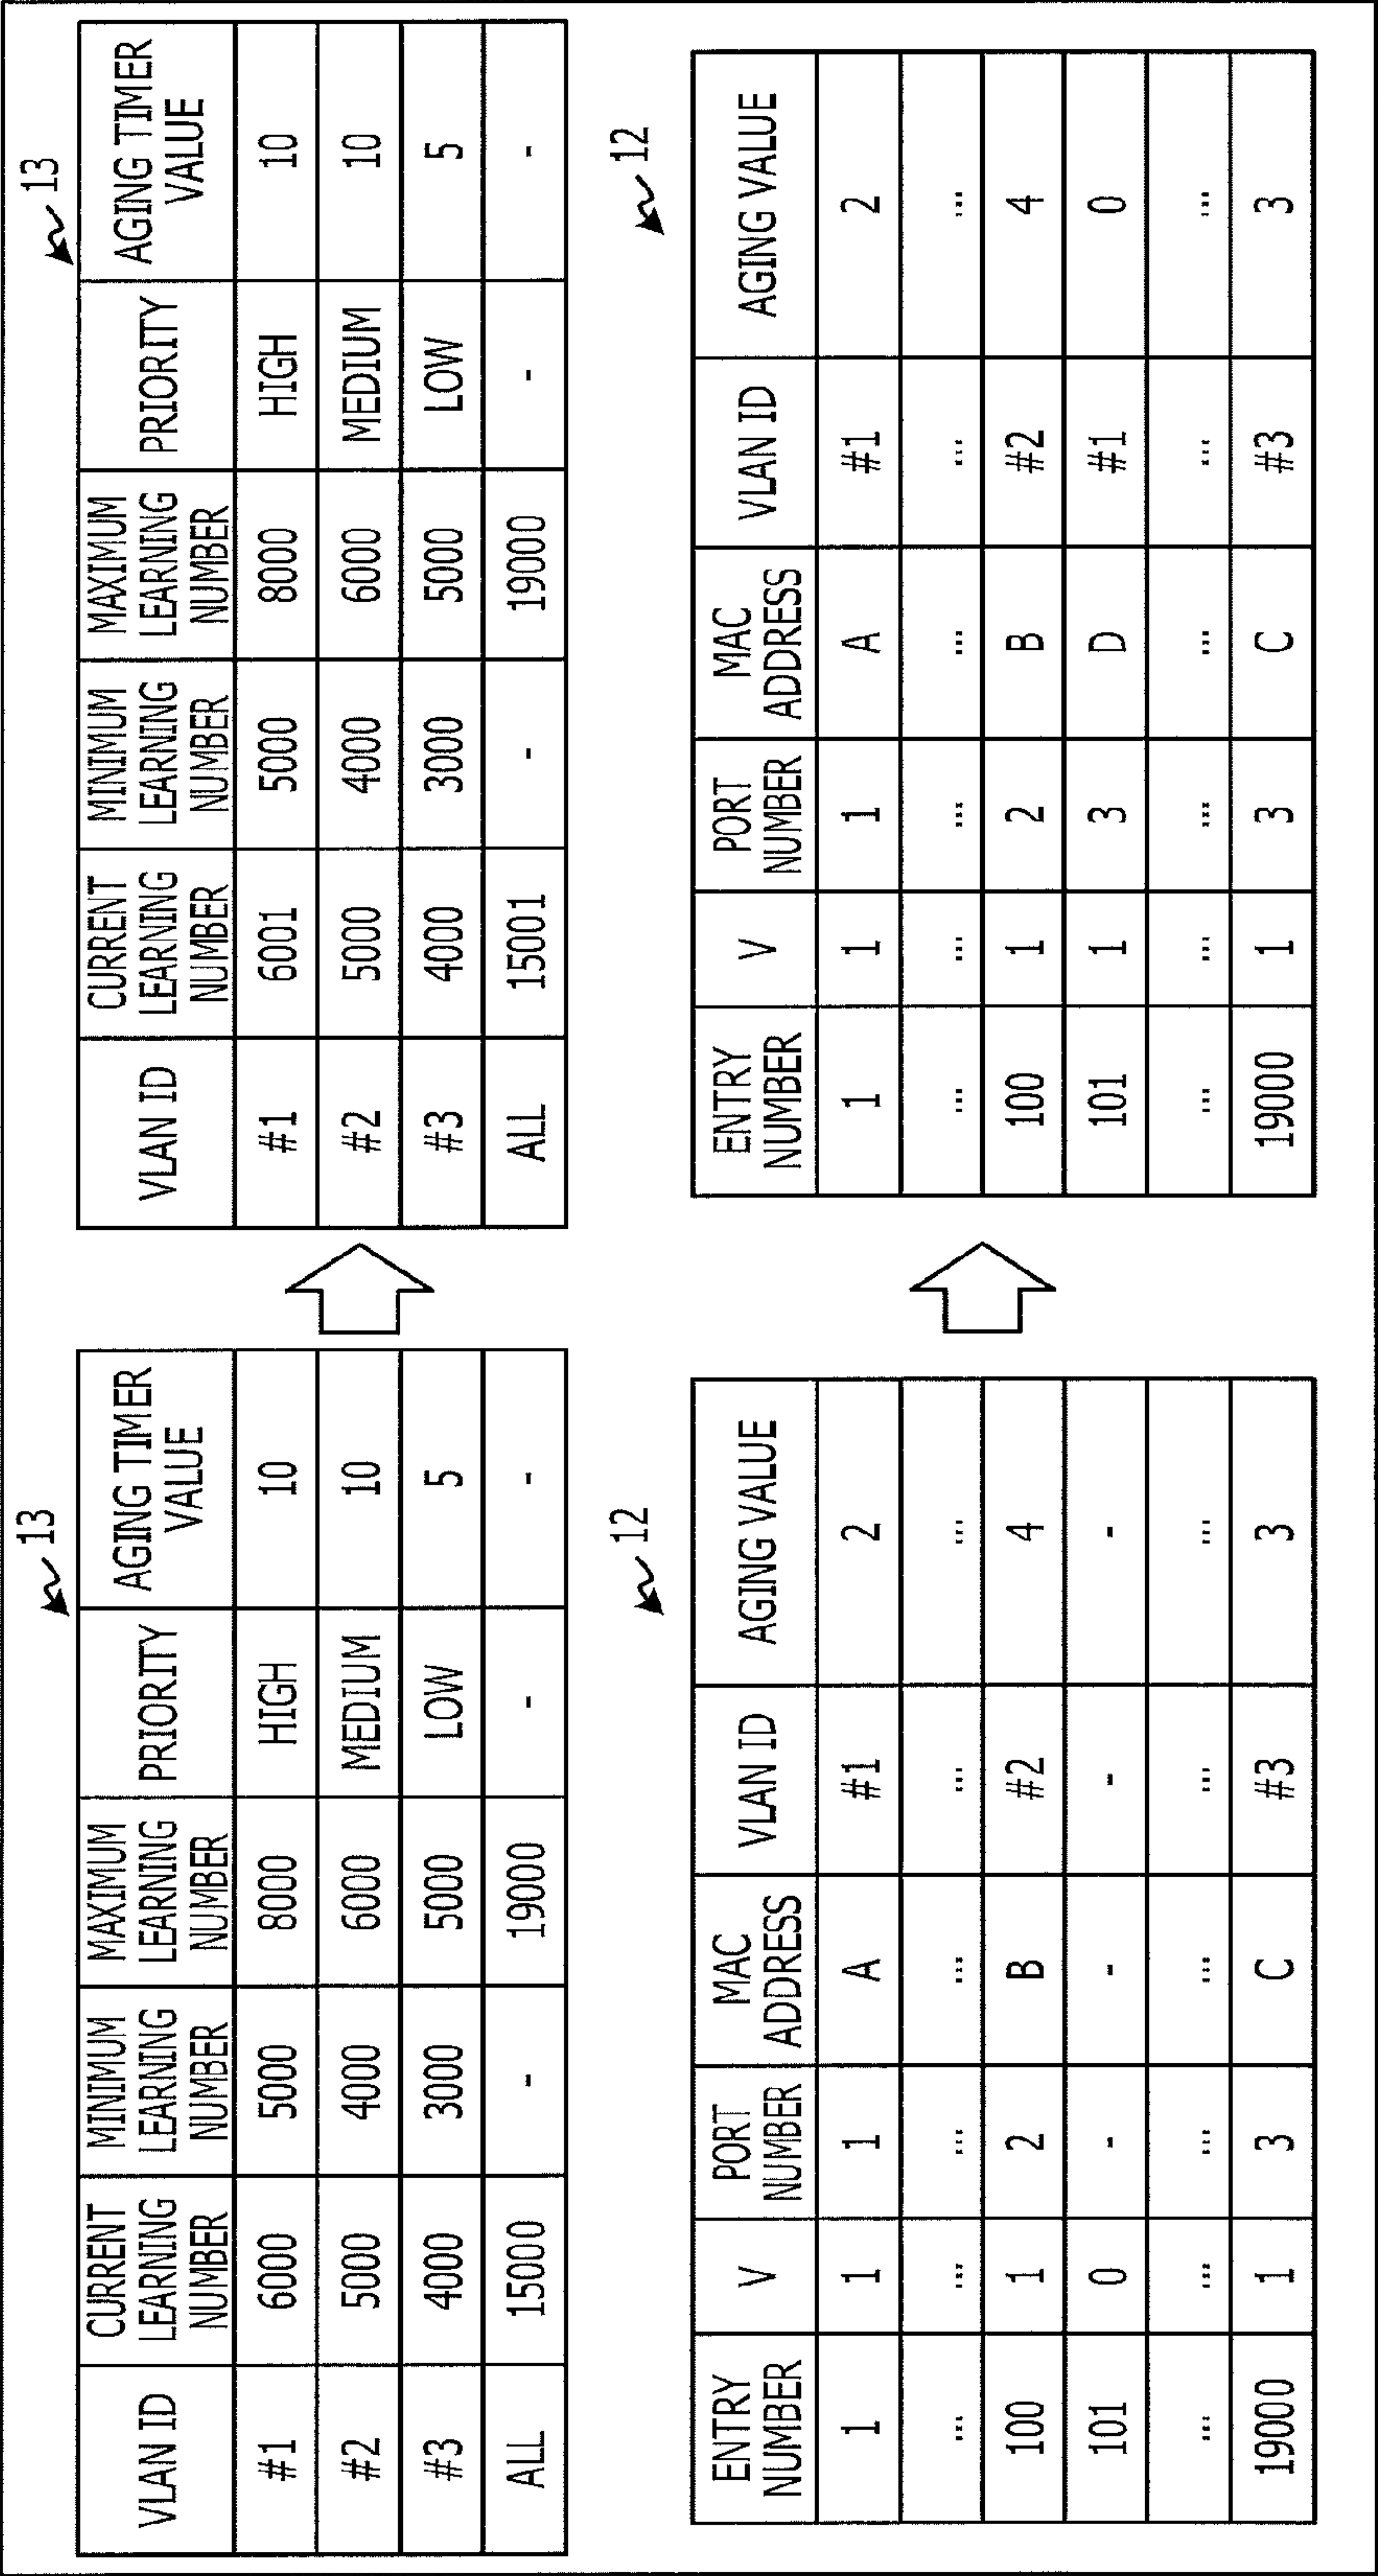 13
VLAN ID CURRENT LEARNING NUMBER MINIMUM LEARNING NUMBER MAXIMUM LEARNING NUMBER PRIORITY AGING TIMER VALUE
#1 6000 5000 8000 HIGH 10
#2 5000 4000 6000 MEDIUM 10
#3 4000 3000 5000 LOW 5
ALL 15000 - 19000 - -
13
VLAN ID CURRENT LEARNING NUMBER MINIMUM LEARNING NUMBER MAXIMUM LEARNING NUMBER PRIORITY AGING TIMER VALUE
#1 6001 5000 8000 HIGH 10
#2 5000 4000 6000 MEDIUM 10
#3 4000 3000 5000 LOW 5
ALL 15001 - 19000 - -
12
ENTRY NUMBER V PORT NUMBER MAC ADDRESS VLAN ID AGING VALUE
1 1 1 A #1 2
... ... ... ... ... ...
100 1 2 B #2 4
101 0 - - - -
... ... ... ... ... ...
19000 1 3 C #3 3
12
ENTRY NUMBER V PORT NUMBER MAC ADDRESS VLAN ID AGING VALUE
1 1 1 A #1 2
... ... ... ... ... ...
100 1 2 B #2 4
101 1 3 D #1 0
... ... ... ... ... ...
19000 1 3 C #3 3